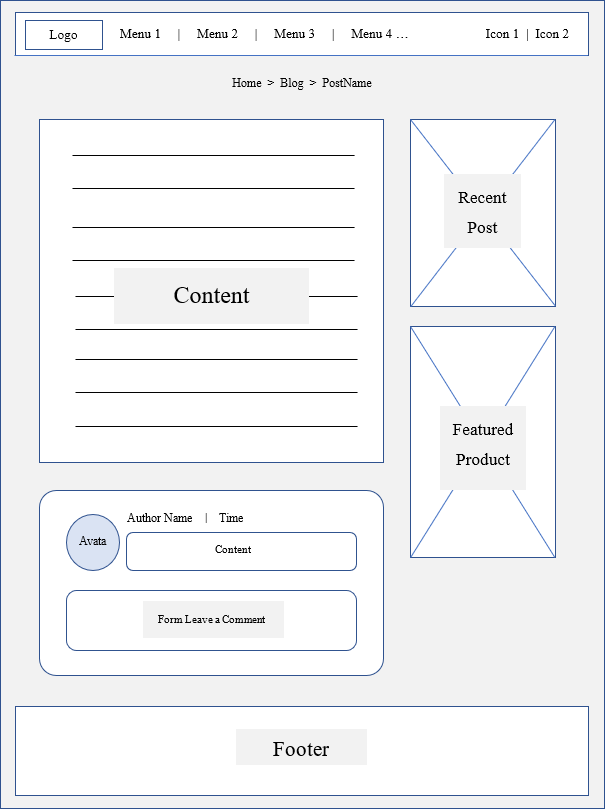 Logo Menu 1 | Menu 2 | Menu 3 | Menu 4 … Icon 1 | Icon 2
Home > Blog > PostName
Content
Recent
Post
Featured
Product
Author Name | Time
Avata
Content
Form Leave a Comment
Footer